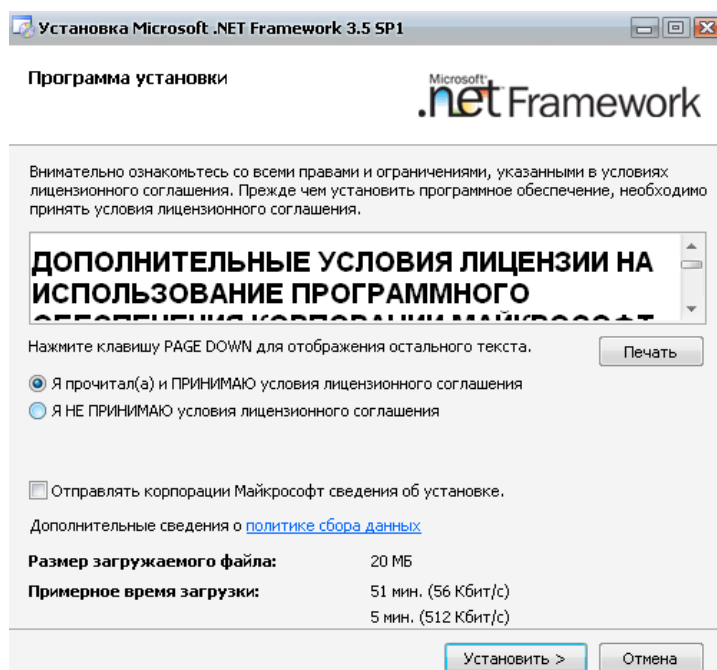 Установка Microsoft .NET Framework 3.5 SP1
Программа установки
Microsoft
.net Framework
Внимательно ознакомьтесь со всеми правами и ограничениями, указанными в условиях
лицензионного соглашения. Прежде чем установить программное обеспечение, необходимо
принять условия лицензионного соглашения.
ДОПОЛНИТЕЛЬНЫЕ УСЛОВИЯ ЛИЦЕНЗИИ НА
ИСПОЛЬЗОВАНИЕ ПРОГРАММНОГО
ОБЕСПЕЧЕНИЯ КОРПОРАЦИИ МАЙКРОСОФТ
Нажмите клавишу PAGE DOWN для отображения остального текста.
Печать
Я прочитал(а) и ПРИНИМАЮ условия лицензионного соглашения
Я НЕ ПРИНИМАЮ условия лицензионного соглашения
Отправлять корпорации Майкрософт сведения об установке.
Дополнительные сведения о политике сбора данных
Размер загружаемого файла: 20 МБ
Примерное время загрузки: 51 мин. (56 Кбит/с)
5 мин. (512 Кбит/с)
Установить >
Отмена